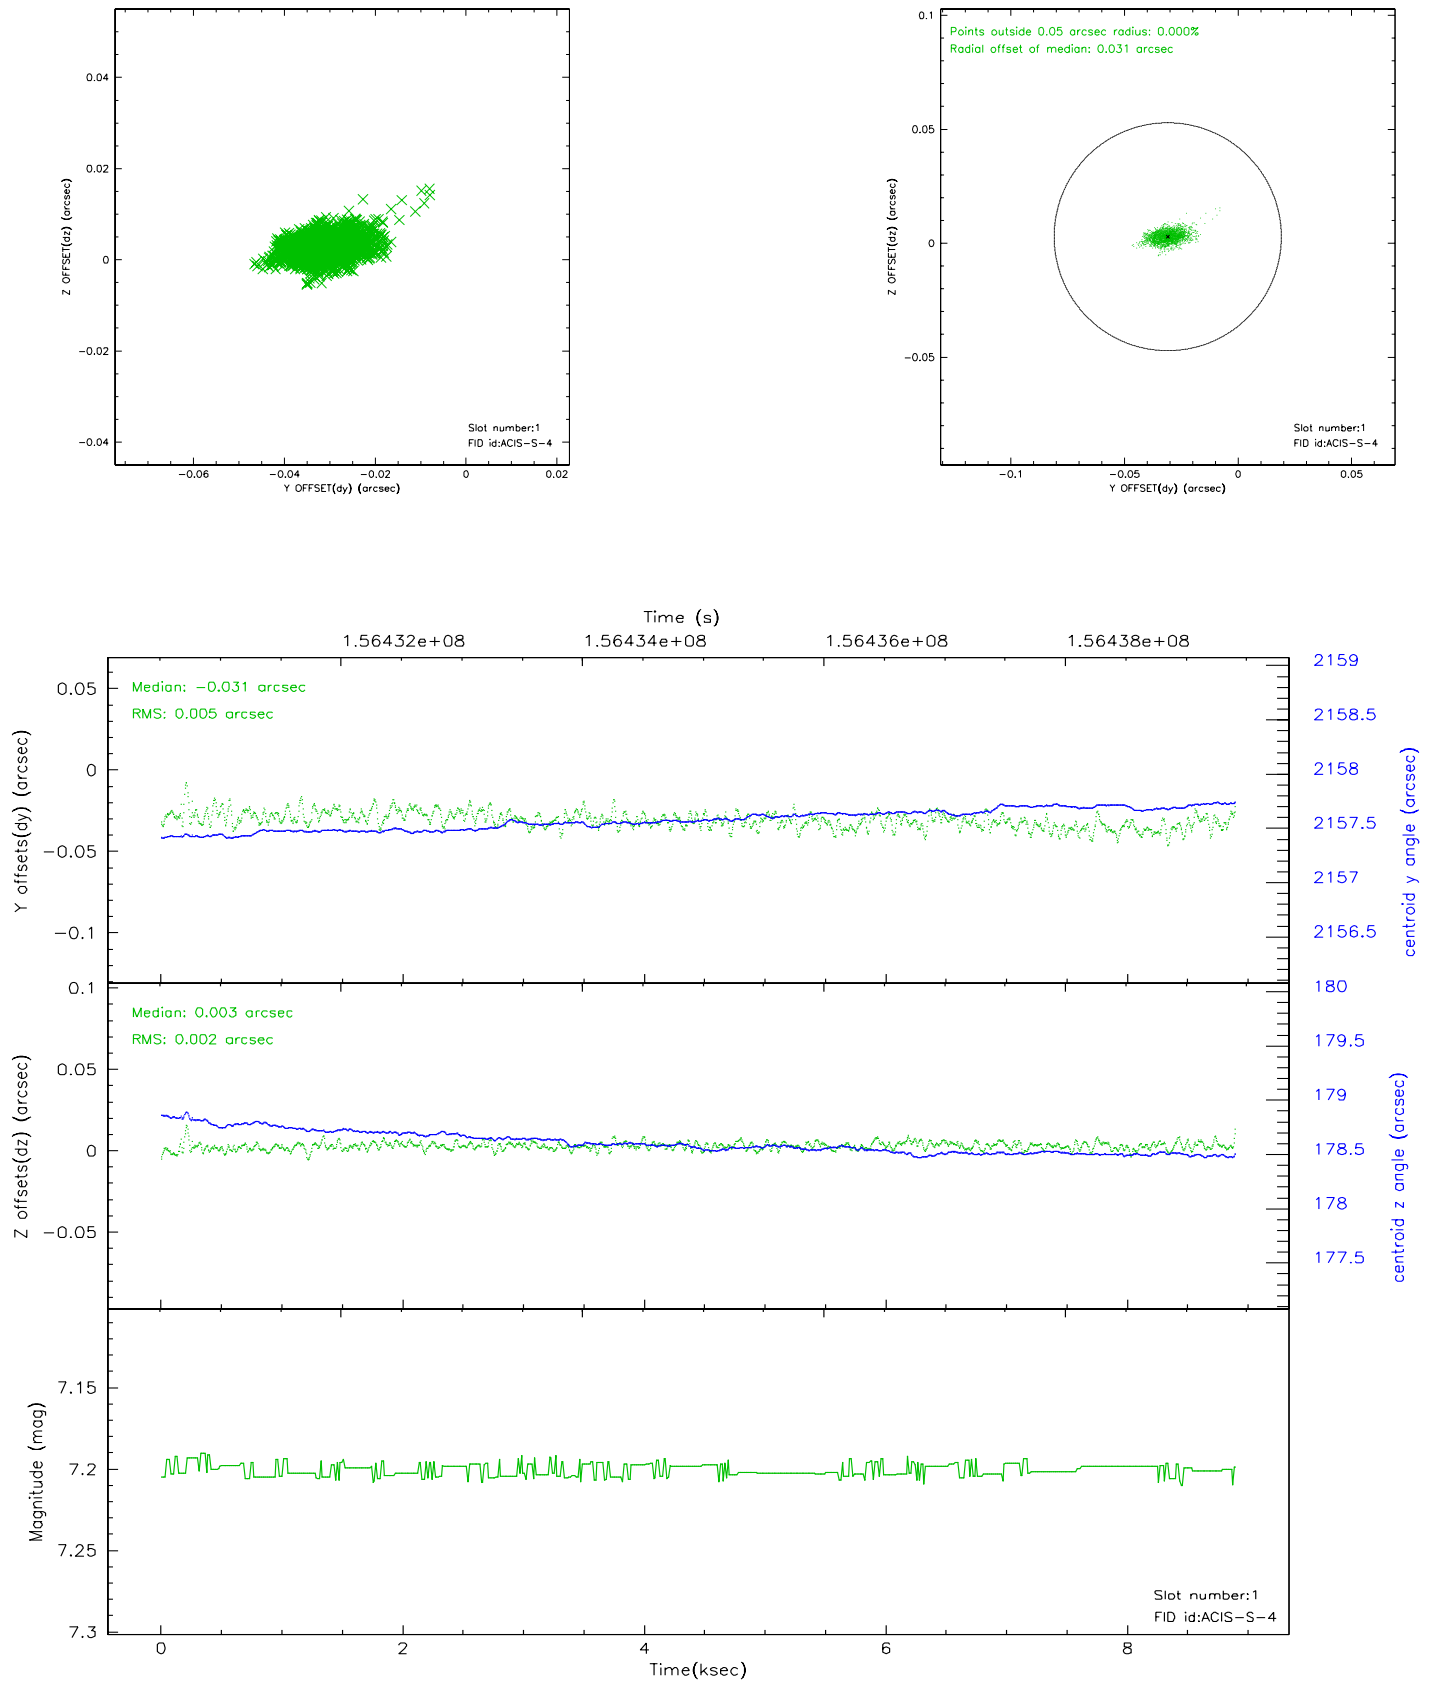 0.04
0.02
0
−0.02
−0.04
Z OFFSET(dz) (arcsec)
Slot number:1
FID id:ACIS−S−4
−0.06
−0.04
−0.02
0
0.02
Y OFFSET(dy) (arcsec)
Points outside 0.05 arcsec radius: 0.000%
Radial offset of median: 0.031 arcsec
0.1
0.05
0
−0.05
Z OFFSET(dz) (arcsec)
Slot number:1
FID id:ACIS−S−4
−0.1
−0.05
0
0.05
Y OFFSET(dy) (arcsec)
Time (s)
1.56432e+08
1.56434e+08
1.56436e+08
1.56438e+08
Median: −0.031 arcsec
RMS: 0.005 arcsec
0.05
0
−0.05
−0.1
Y offsets(dy) (arcsec)
2159
2158.5
2158
2157.5
2157
2156.5
centroid y angle (arcsec)
Median: 0.003 arcsec
RMS: 0.002 arcsec
0.1
0.05
0
−0.05
Z offsets(dz) (arcsec)
180
179.5
179
178.5
178
177.5
centroid z angle (arcsec)
7.15
7.2
7.25
7.3
Magnitude (mag)
Slot number:1
FID id:ACIS−S−4
0
2
4
6
8
Time(ksec)